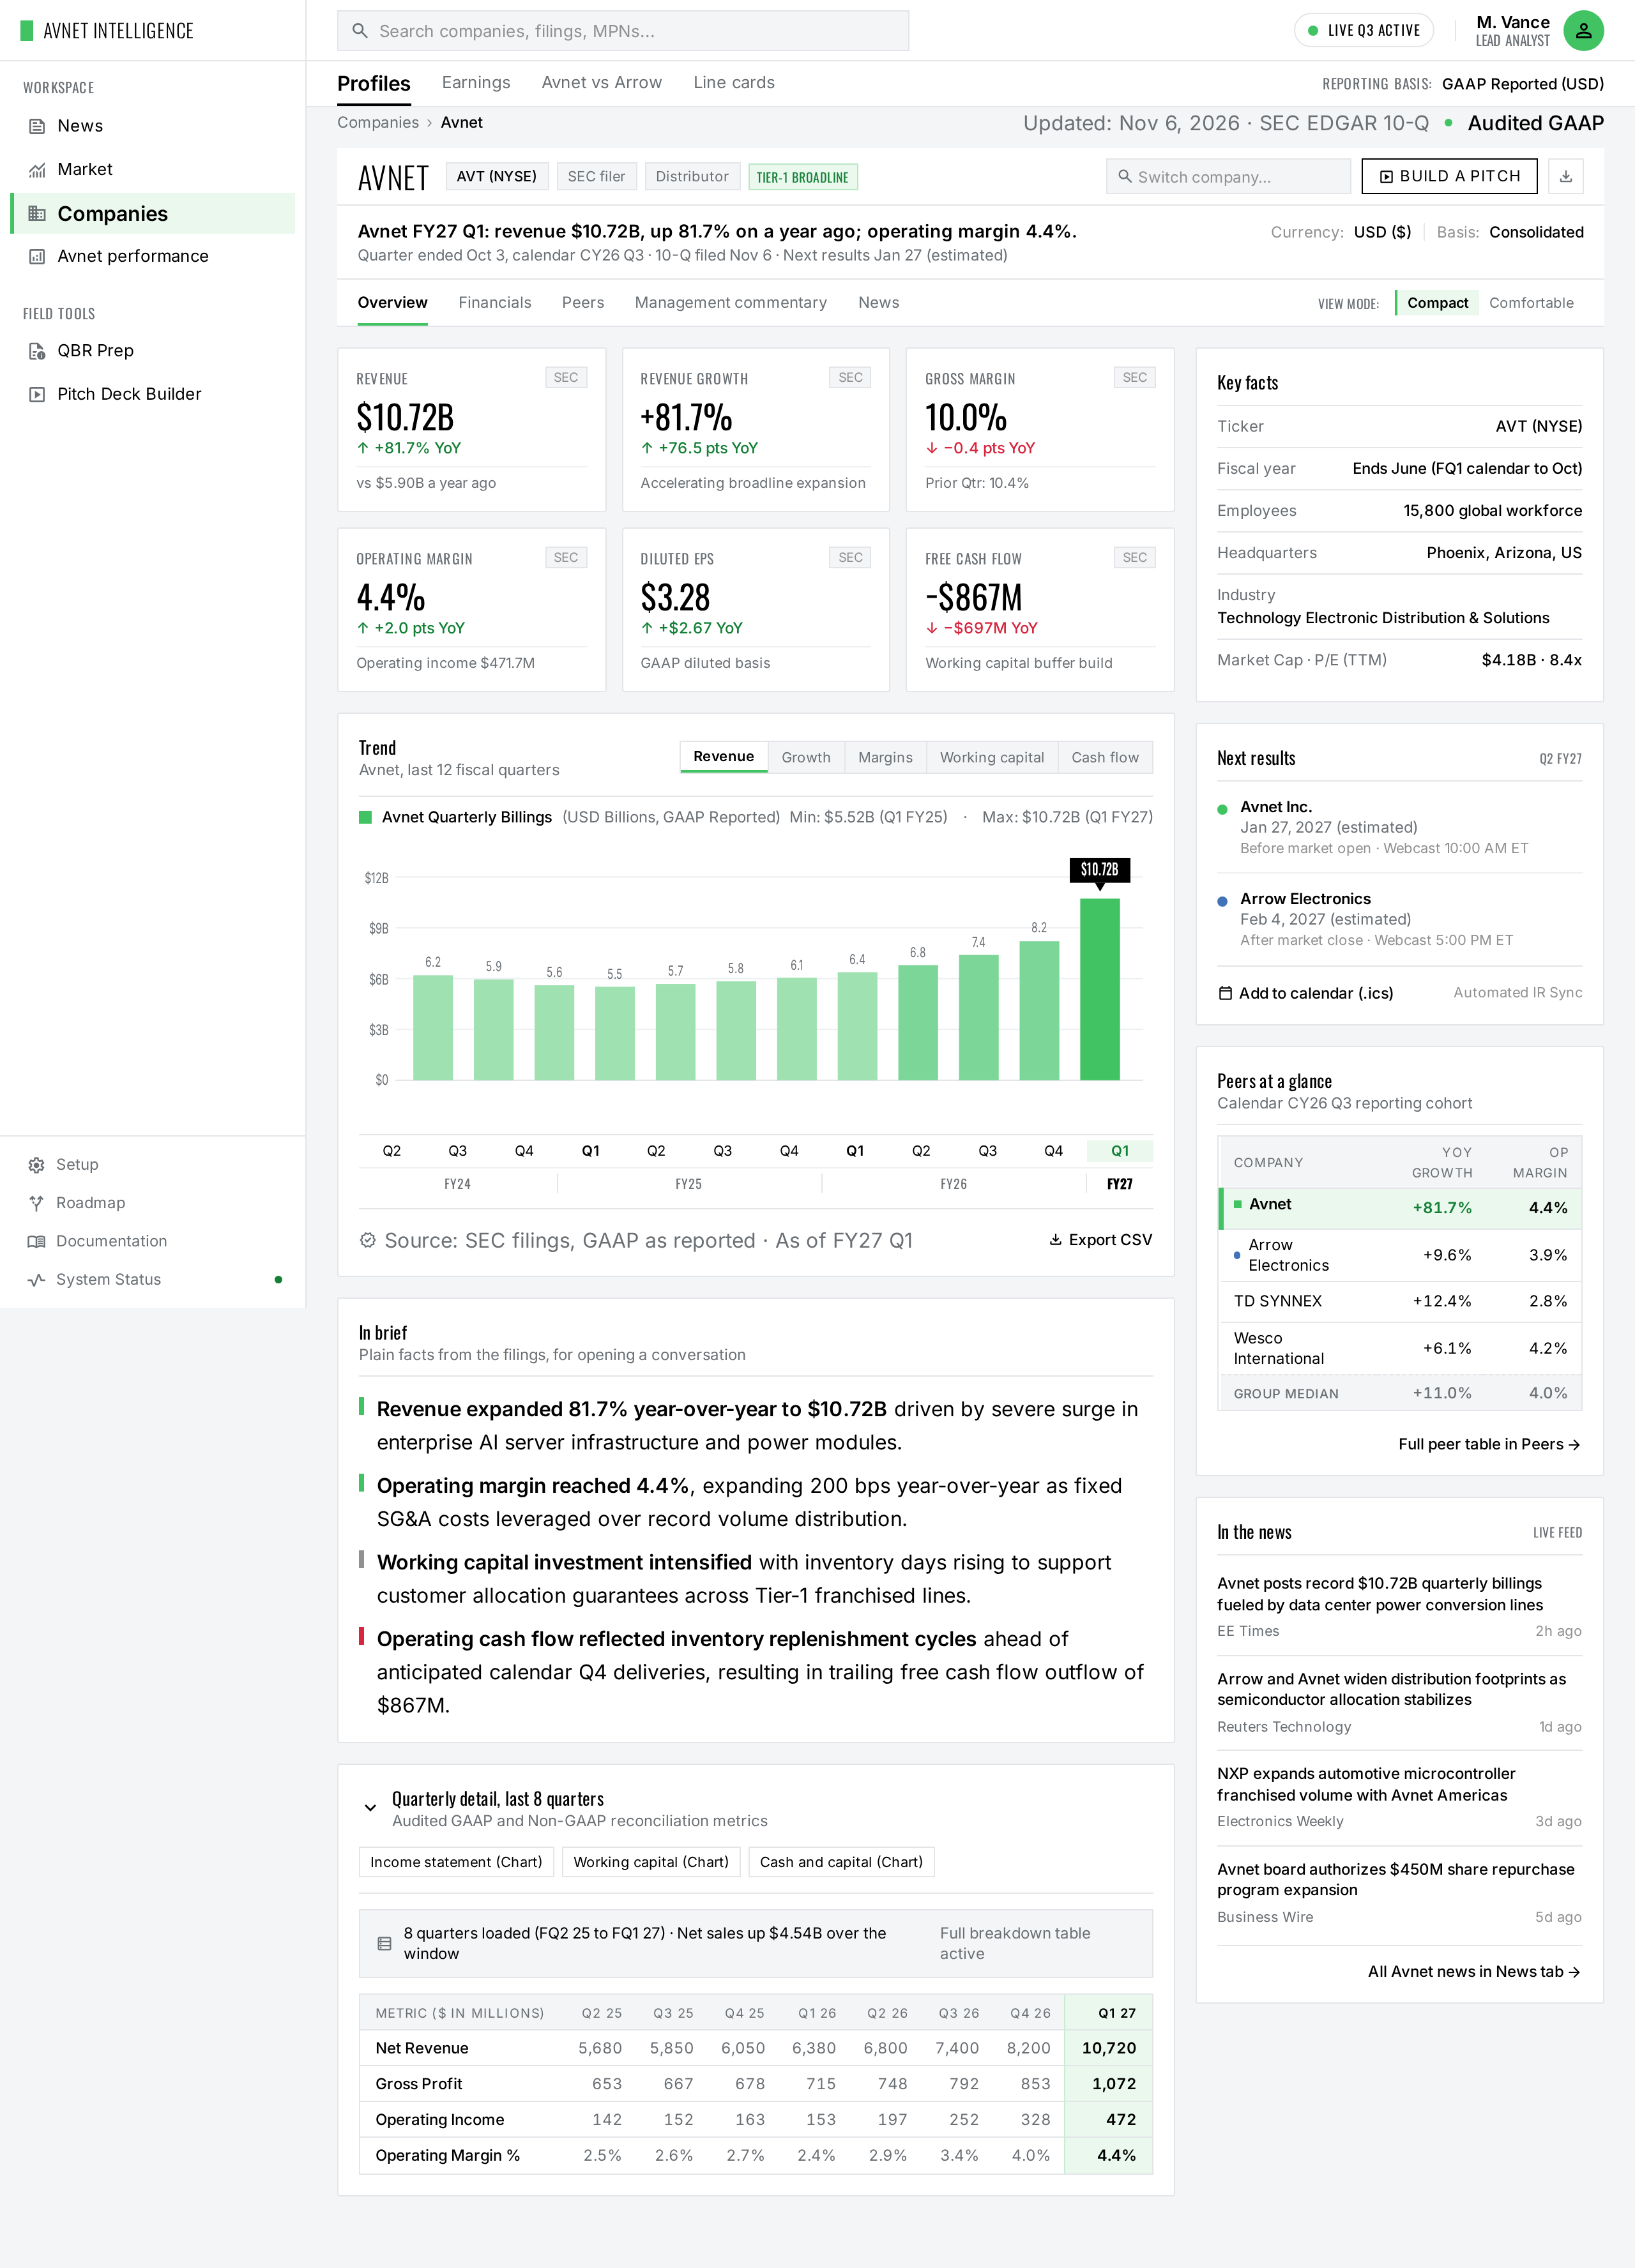 AVNET INTELLIGENCE
Search companies, filings, MPNs...
LIVE Q3 ACTIVE
M. Vance
LEAD ANALYST
WORKSPACE
News
Market
Companies
Avnet performance
FIELD TOOLS
QBR Prep
Pitch Deck Builder
Setup
Roadmap
Documentation
System Status
Profiles
Earnings
Avnet vs Arrow
Line cards
REPORTING BASIS: GAAP Reported (USD)
Companies › Avnet
Updated: Nov 6, 2026 · SEC EDGAR 10-Q • Audited GAAP
AVNET
AVT (NYSE)
SEC filer
Distributor
TIER-1 BROADLINE
Switch company...
BUILD A PITCH
Avnet FY27 Q1: revenue $10.72B, up 81.7% on a year ago; operating margin 4.4%.
Quarter ended Oct 3, calendar CY26 Q3 · 10-Q filed Nov 6 · Next results Jan 27 (estimated)
Currency: USD ($)
Basis: Consolidated
Overview
Financials
Peers
Management commentary
News
VIEW MODE:
Compact
Comfortable
REVENUE
SEC
$10.72B
↑ +81.7% YoY
vs $5.90B a year ago
REVENUE GROWTH
SEC
+81.7%
↑ +76.5 pts YoY
Accelerating broadline expansion
GROSS MARGIN
SEC
10.0%
↓ −0.4 pts YoY
Prior Qtr: 10.4%
OPERATING MARGIN
SEC
4.4%
↑ +2.0 pts YoY
Operating income $471.7M
DILUTED EPS
SEC
$3.28
↑ +$2.67 YoY
GAAP diluted basis
FREE CASH FLOW
SEC
−$867M
↓ −$697M YoY
Working capital buffer build
Trend
Avnet, last 12 fiscal quarters
Revenue
Growth
Margins
Working capital
Cash flow
Avnet Quarterly Billings (USD Billions, GAAP Reported)
Min: $5.52B (Q1 FY25) · Max: $10.72B (Q1 FY27)
$12B
$9B
$6B
$3B
$0
6.2
5.9
5.6
5.5
5.7
5.8
6.1
6.4
6.8
7.4
8.2
$10.72B
Q2 Q3 Q4 Q1 Q2 Q3 Q4 Q1 Q2 Q3 Q4 Q1
FY24 FY25 FY26 FY27
Source: SEC filings, GAAP as reported · As of FY27 Q1
Export CSV
In brief
Plain facts from the filings, for opening a conversation
Revenue expanded 81.7% year-over-year to $10.72B driven by severe surge in
enterprise AI server infrastructure and power modules.
Operating margin reached 4.4%, expanding 200 bps year-over-year as fixed
SG&A costs leveraged over record volume distribution.
Working capital investment intensified with inventory days rising to support
customer allocation guarantees across Tier-1 franchised lines.
Operating cash flow reflected inventory replenishment cycles ahead of
anticipated calendar Q4 deliveries, resulting in trailing free cash flow outflow of
$867M.
Quarterly detail, last 8 quarters
Audited GAAP and Non-GAAP reconciliation metrics
Income statement (Chart)
Working capital (Chart)
Cash and capital (Chart)
8 quarters loaded (FQ2 25 to FQ1 27) · Net sales up $4.54B over the
window
Full breakdown table
active
METRIC ($ IN MILLIONS) Q2 25 Q3 25 Q4 25 Q1 26 Q2 26 Q3 26 Q4 26 Q1 27
Net Revenue 5,680 5,850 6,050 6,380 6,800 7,400 8,200 10,720
Gross Profit 653 667 678 715 748 792 853 1,072
Operating Income 142 152 163 153 197 252 328 472
Operating Margin % 2.5% 2.6% 2.7% 2.4% 2.9% 3.4% 4.0% 4.4%
Key facts
Ticker AVT (NYSE)
Fiscal year Ends June (FQ1 calendar to Oct)
Employees 15,800 global workforce
Headquarters Phoenix, Arizona, US
Industry
Technology Electronic Distribution & Solutions
Market Cap · P/E (TTM) $4.18B · 8.4x
Next results
Q2 FY27
Avnet Inc.
Jan 27, 2027 (estimated)
Before market open · Webcast 10:00 AM ET
Arrow Electronics
Feb 4, 2027 (estimated)
After market close · Webcast 5:00 PM ET
Add to calendar (.ics)
Automated IR Sync
Peers at a glance
Calendar CY26 Q3 reporting cohort
COMPANY
YOY
GROWTH
OP
MARGIN
Avnet +81.7% 4.4%
Arrow
Electronics
+9.6% 3.9%
TD SYNNEX +12.4% 2.8%
Wesco
International
+6.1% 4.2%
GROUP MEDIAN +11.0% 4.0%
Full peer table in Peers →
In the news
LIVE FEED
Avnet posts record $10.72B quarterly billings
fueled by data center power conversion lines
EE Times 2h ago
Arrow and Avnet widen distribution footprints as
semiconductor allocation stabilizes
Reuters Technology 1d ago
NXP expands automotive microcontroller
franchised volume with Avnet Americas
Electronics Weekly 3d ago
Avnet board authorizes $450M share repurchase
program expansion
Business Wire 5d ago
All Avnet news in News tab →